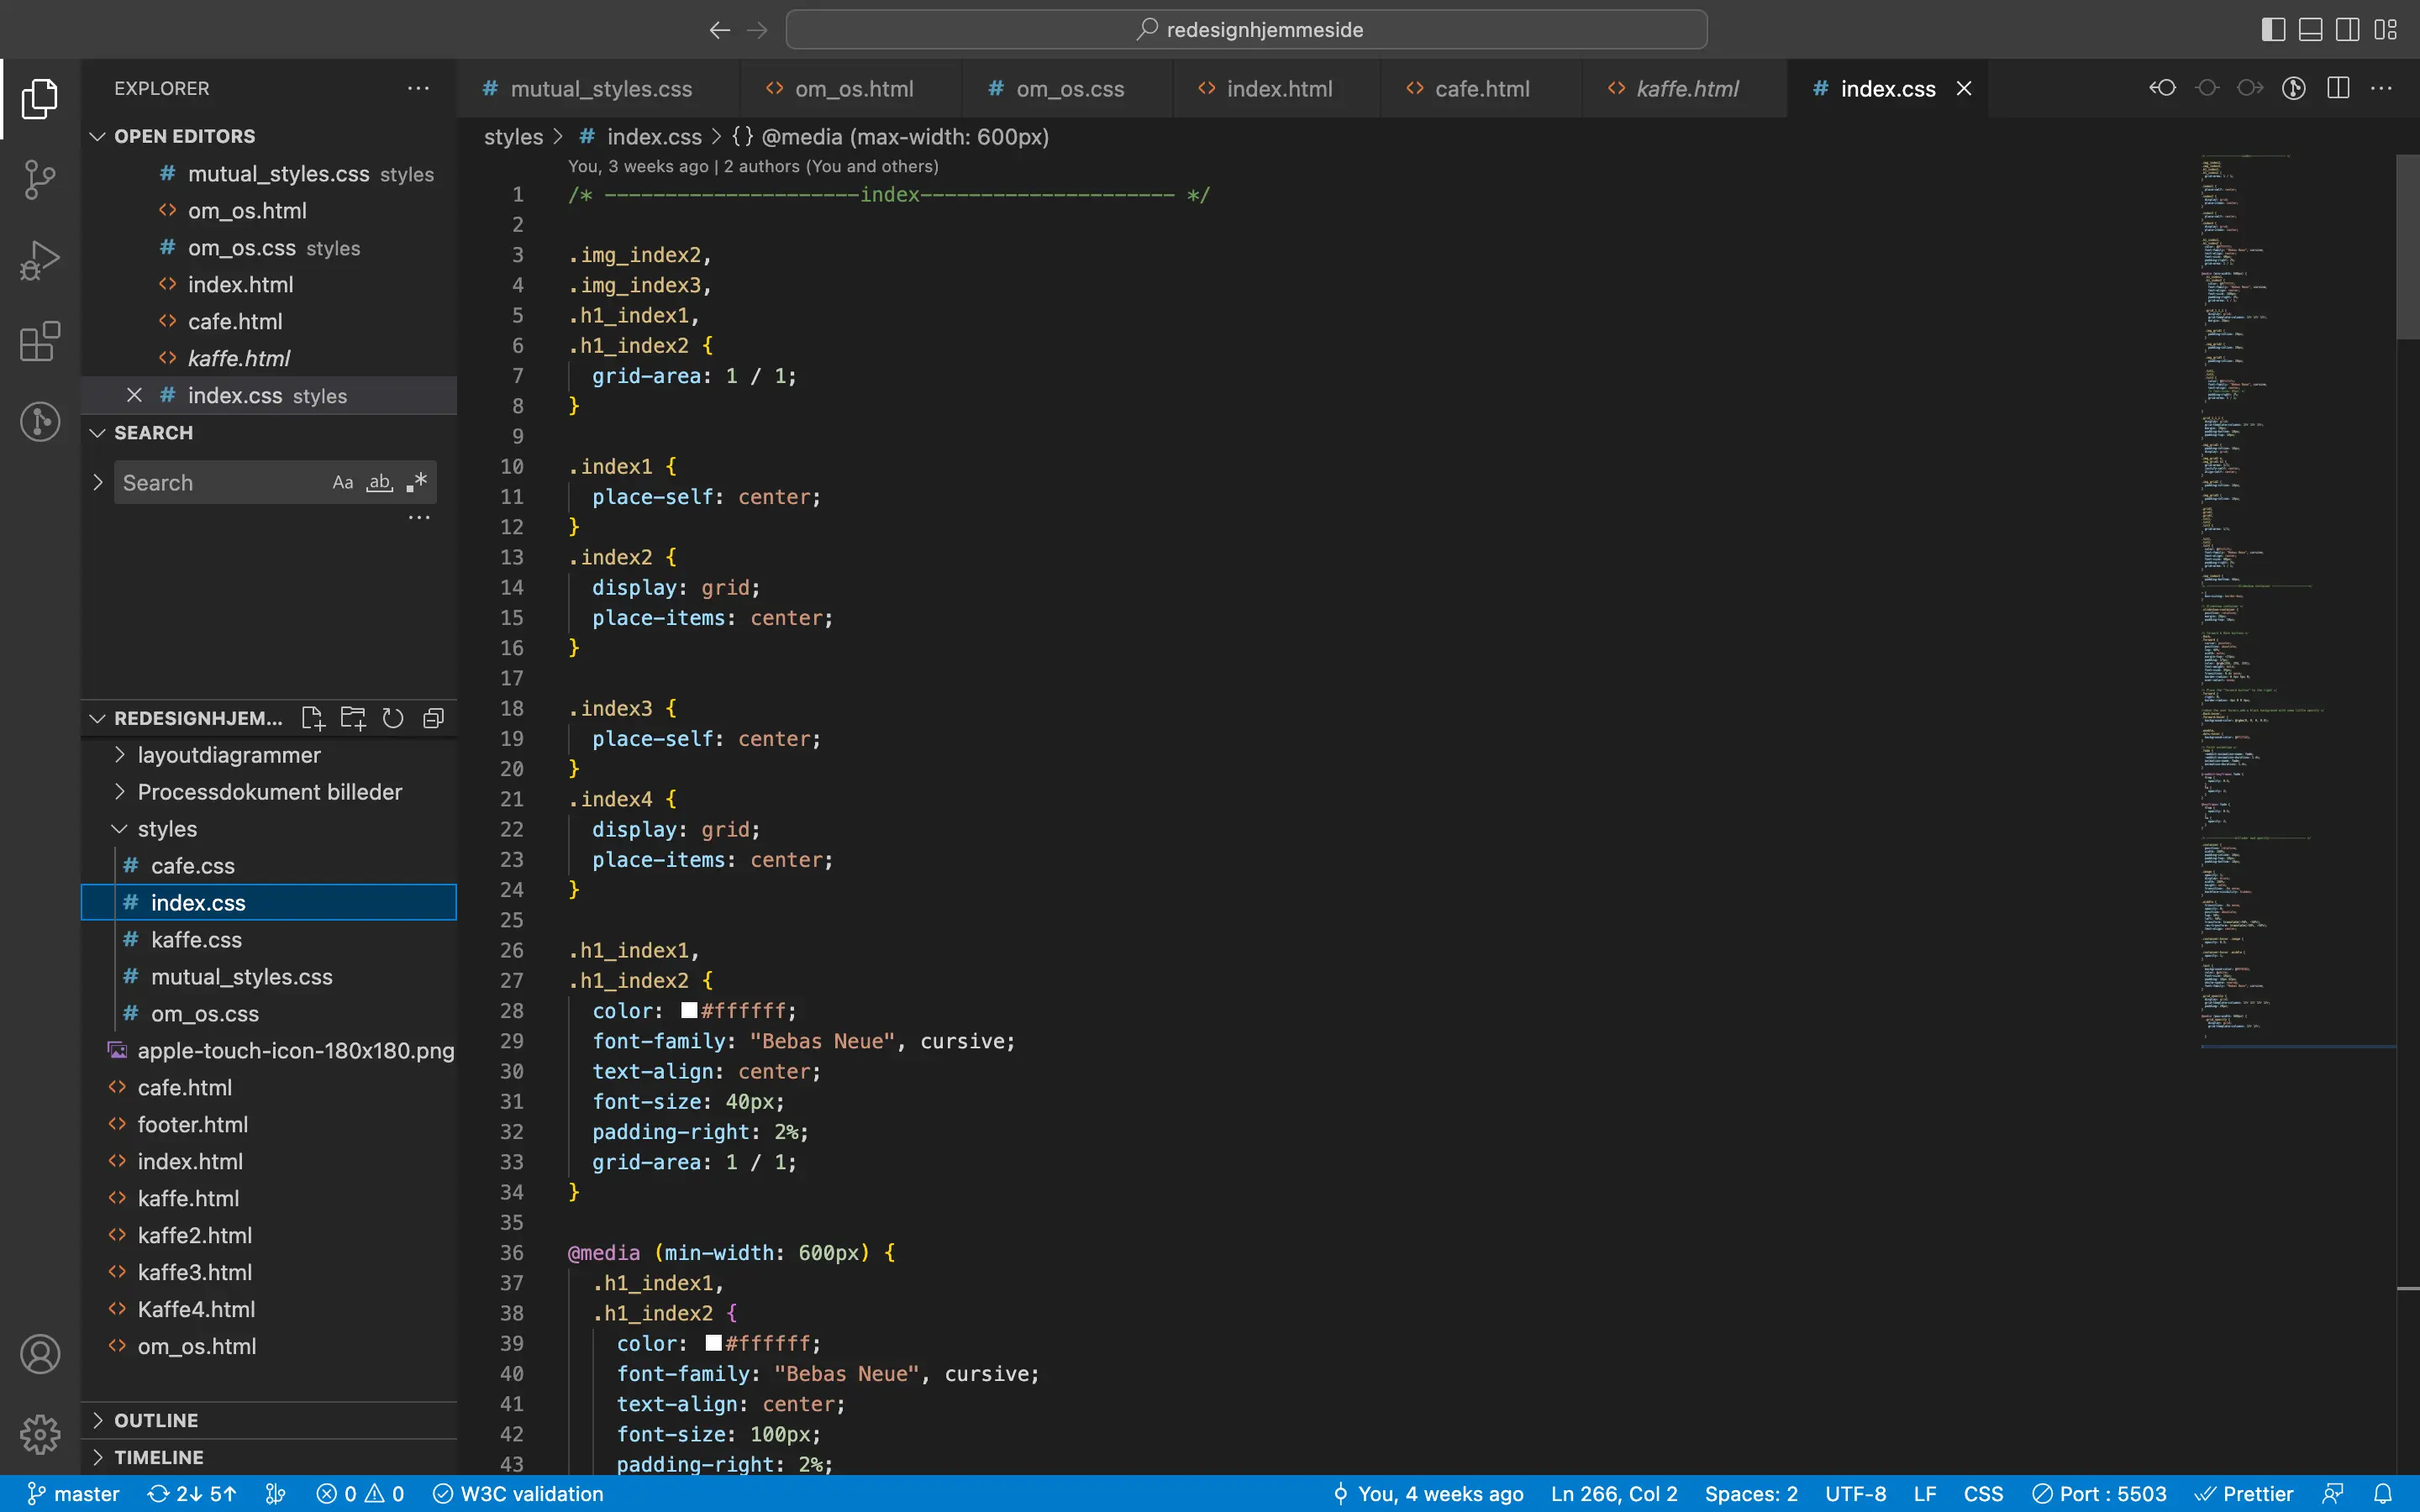 redesignhjemmeside
EXPLORER
OPEN EDITORS
mutual_styles.css styles
om_os.html
om_os.css styles
index.html
cafe.html
kaffe.html
index.css styles
SEARCH
Search Aa ab
REDESIGNHJEM...
layoutdiagrammer
Processdokument billeder
styles
# cafe.css
# index.css
# kaffe.css
# mutual_styles.css
# om_os.css
apple-touch-icon-180x180.png
cafe.html
footer.html
index.html
kaffe.html
kaffe2.html
kaffe3.html
Kaffe4.html
om_os.html
OUTLINE
TIMELINE
# mutual_styles.css <> om_os.html # om_os.css <> index.html <> cafe.html <> kaffe.html # index.css
styles > # index.css > {} @media (max-width: 600px)
You, 3 weeks ago | 2 authors (You and others)
1 /* ---------------------index--------------------- */
2
3 .img_index2,
4 .img_index3,
5 .h1_index1,
6 .h1_index2 {
7 grid-area: 1 / 1;
8 }
9
10 .index1 {
11 place-self: center;
12 }
13 .index2 {
14 display: grid;
15 place-items: center;
16 }
17
18 .index3 {
19 place-self: center;
20 }
21 .index4 {
22 display: grid;
23 place-items: center;
24 }
25
26 .h1_index1,
27 .h1_index2 {
28 color: #ffffff;
29 font-family: "Bebas Neue", cursive;
30 text-align: center;
31 font-size: 40px;
32 padding-right: 2%;
33 grid-area: 1 / 1;
34 }
35
36 @media (min-width: 600px) {
37 .h1_index1,
38 .h1_index2 {
39 color: #ffffff;
40 font-family: "Bebas Neue", cursive;
41 text-align: center;
42 font-size: 100px;
43 padding-right: 2%;
master 2↓ 5↑ 0 0 W3C validation You, 4 weeks ago Ln 266, Col 2 Spaces: 2 UTF-8 LF CSS Port : 5503 Prettier